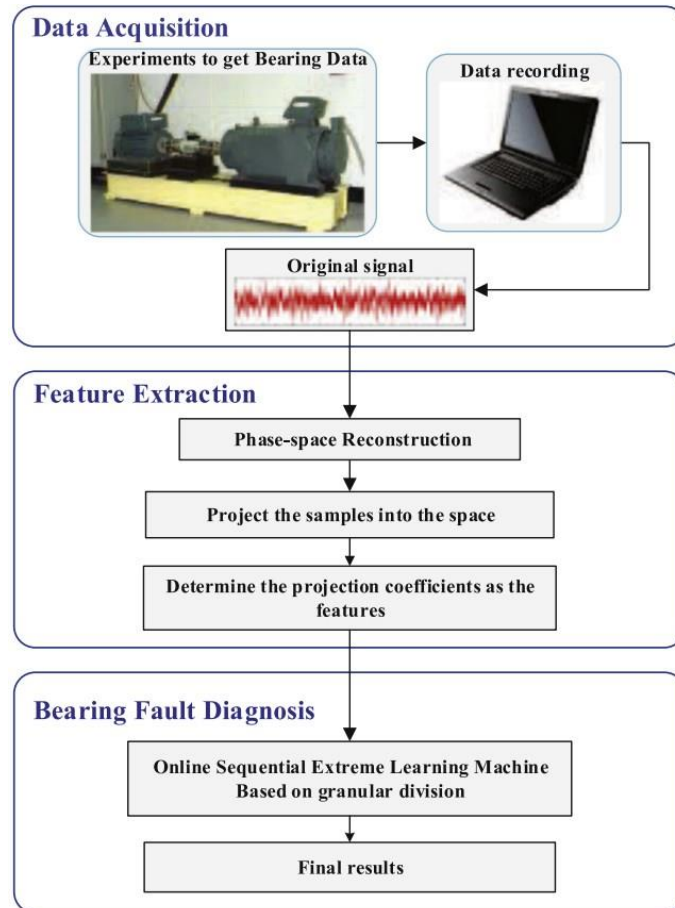 Data Acquisition
Experiments to get Bearing Data
Data recording
Original signal
Feature Extraction
Phase-space Reconstruction
Project the samples into the space
Determine the projection coefficients as the
features
Bearing Fault Diagnosis
Online Sequential Extreme Learning Machine
Based on granular division
Final results